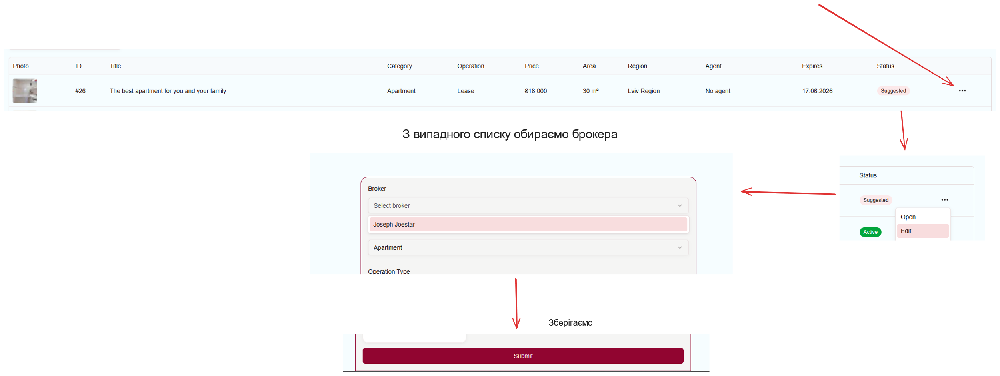 Photo ID Title Category Operation Price Area Region Agent Expires Status
#26 The best apartment for you and your family Apartment Lease ₴18 000 30 m² Lviv Region No agent 17.06.2026 Suggested
З випадного списку обираємо брокера
Status
Suggested
Open
Edit
Active
Broker
Select broker
Joseph Joestar
Apartment
Operation Type
Зберігаємо
Submit